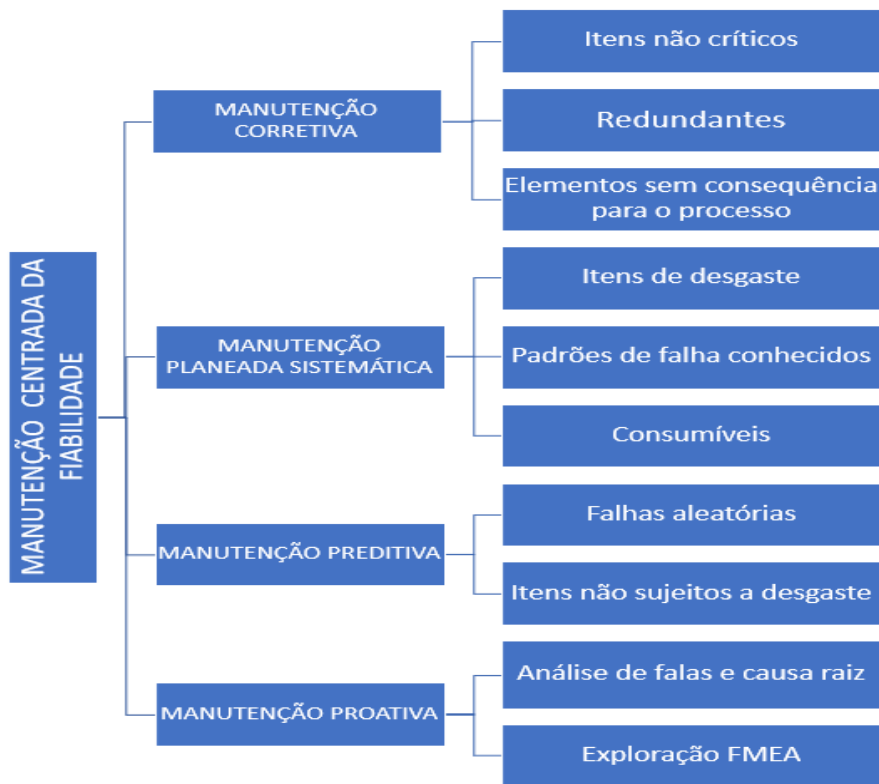 MANUTENÇÃO CENTRADA DA
FIABILIDADE
MANUTENÇÃO
CORRETIVA
Itens não críticos
Redundantes
Elementos sem consequência
para o processo
MANUTENÇÃO
PLANEADA SISTEMÁTICA
Itens de desgaste
Padrões de falha conhecidos
Consumíveis
MANUTENÇÃO PREDITIVA
Falhas aleatórias
Itens não sujeitos a desgaste
MANUTENÇÃO PROATIVA
Análise de falas e causa raiz
Exploração FMEA